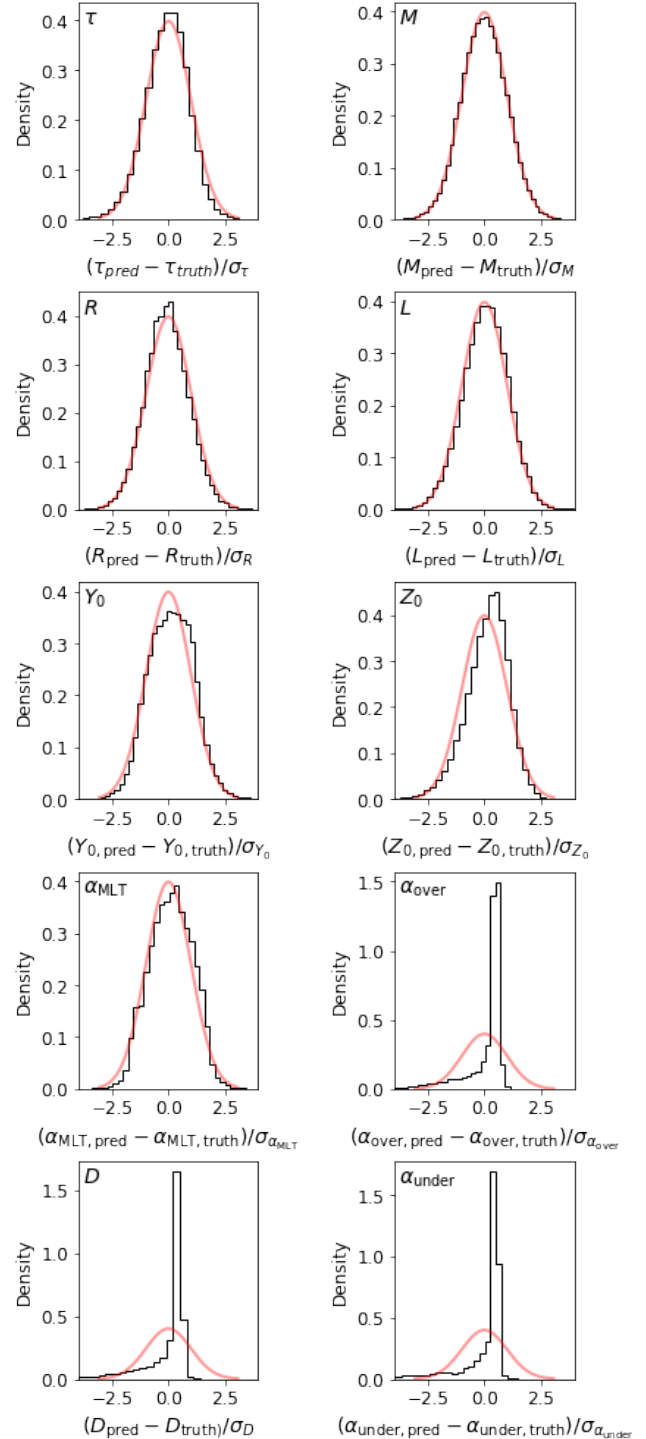 τ
M
Density
Density
0.4
0.3
0.2
0.1
0.0
0.4
0.3
0.2
0.1
0.0
−2.5 0.0 2.5
−2.5 0.0 2.5
(τ_pred − τ_truth)/σ_τ
(M_pred − M_truth)/σ_M
R
L
Density
Density
0.4
0.3
0.2
0.1
0.0
0.4
0.3
0.2
0.1
0.0
−2.5 0.0 2.5
−2.5 0.0 2.5
(R_pred − R_truth)/σ_R
(L_pred − L_truth)/σ_L
Y_0
Z_0
Density
Density
0.4
0.3
0.2
0.1
0.0
0.4
0.3
0.2
0.1
0.0
−2.5 0.0 2.5
−2.5 0.0 2.5
(Y_0,pred − Y_0,truth)/σ_Y_0
(Z_0,pred − Z_0,truth)/σ_Z_0
α_MLT
α_over
Density
Density
0.4
0.3
0.2
0.1
0.0
1.5
1.0
0.5
0.0
−2.5 0.0 2.5
−2.5 0.0 2.5
(α_MLT,pred − α_MLT,truth)/σ_α_MLT
(α_over,pred − α_over,truth)/σ_α_over
D
α_under
Density
Density
1.5
1.0
0.5
0.0
1.5
1.0
0.5
0.0
−2.5 0.0 2.5
−2.5 0.0 2.5
(D_pred − D_truth)/σ_D
(α_under,pred − α_under,truth)/σ_α_under